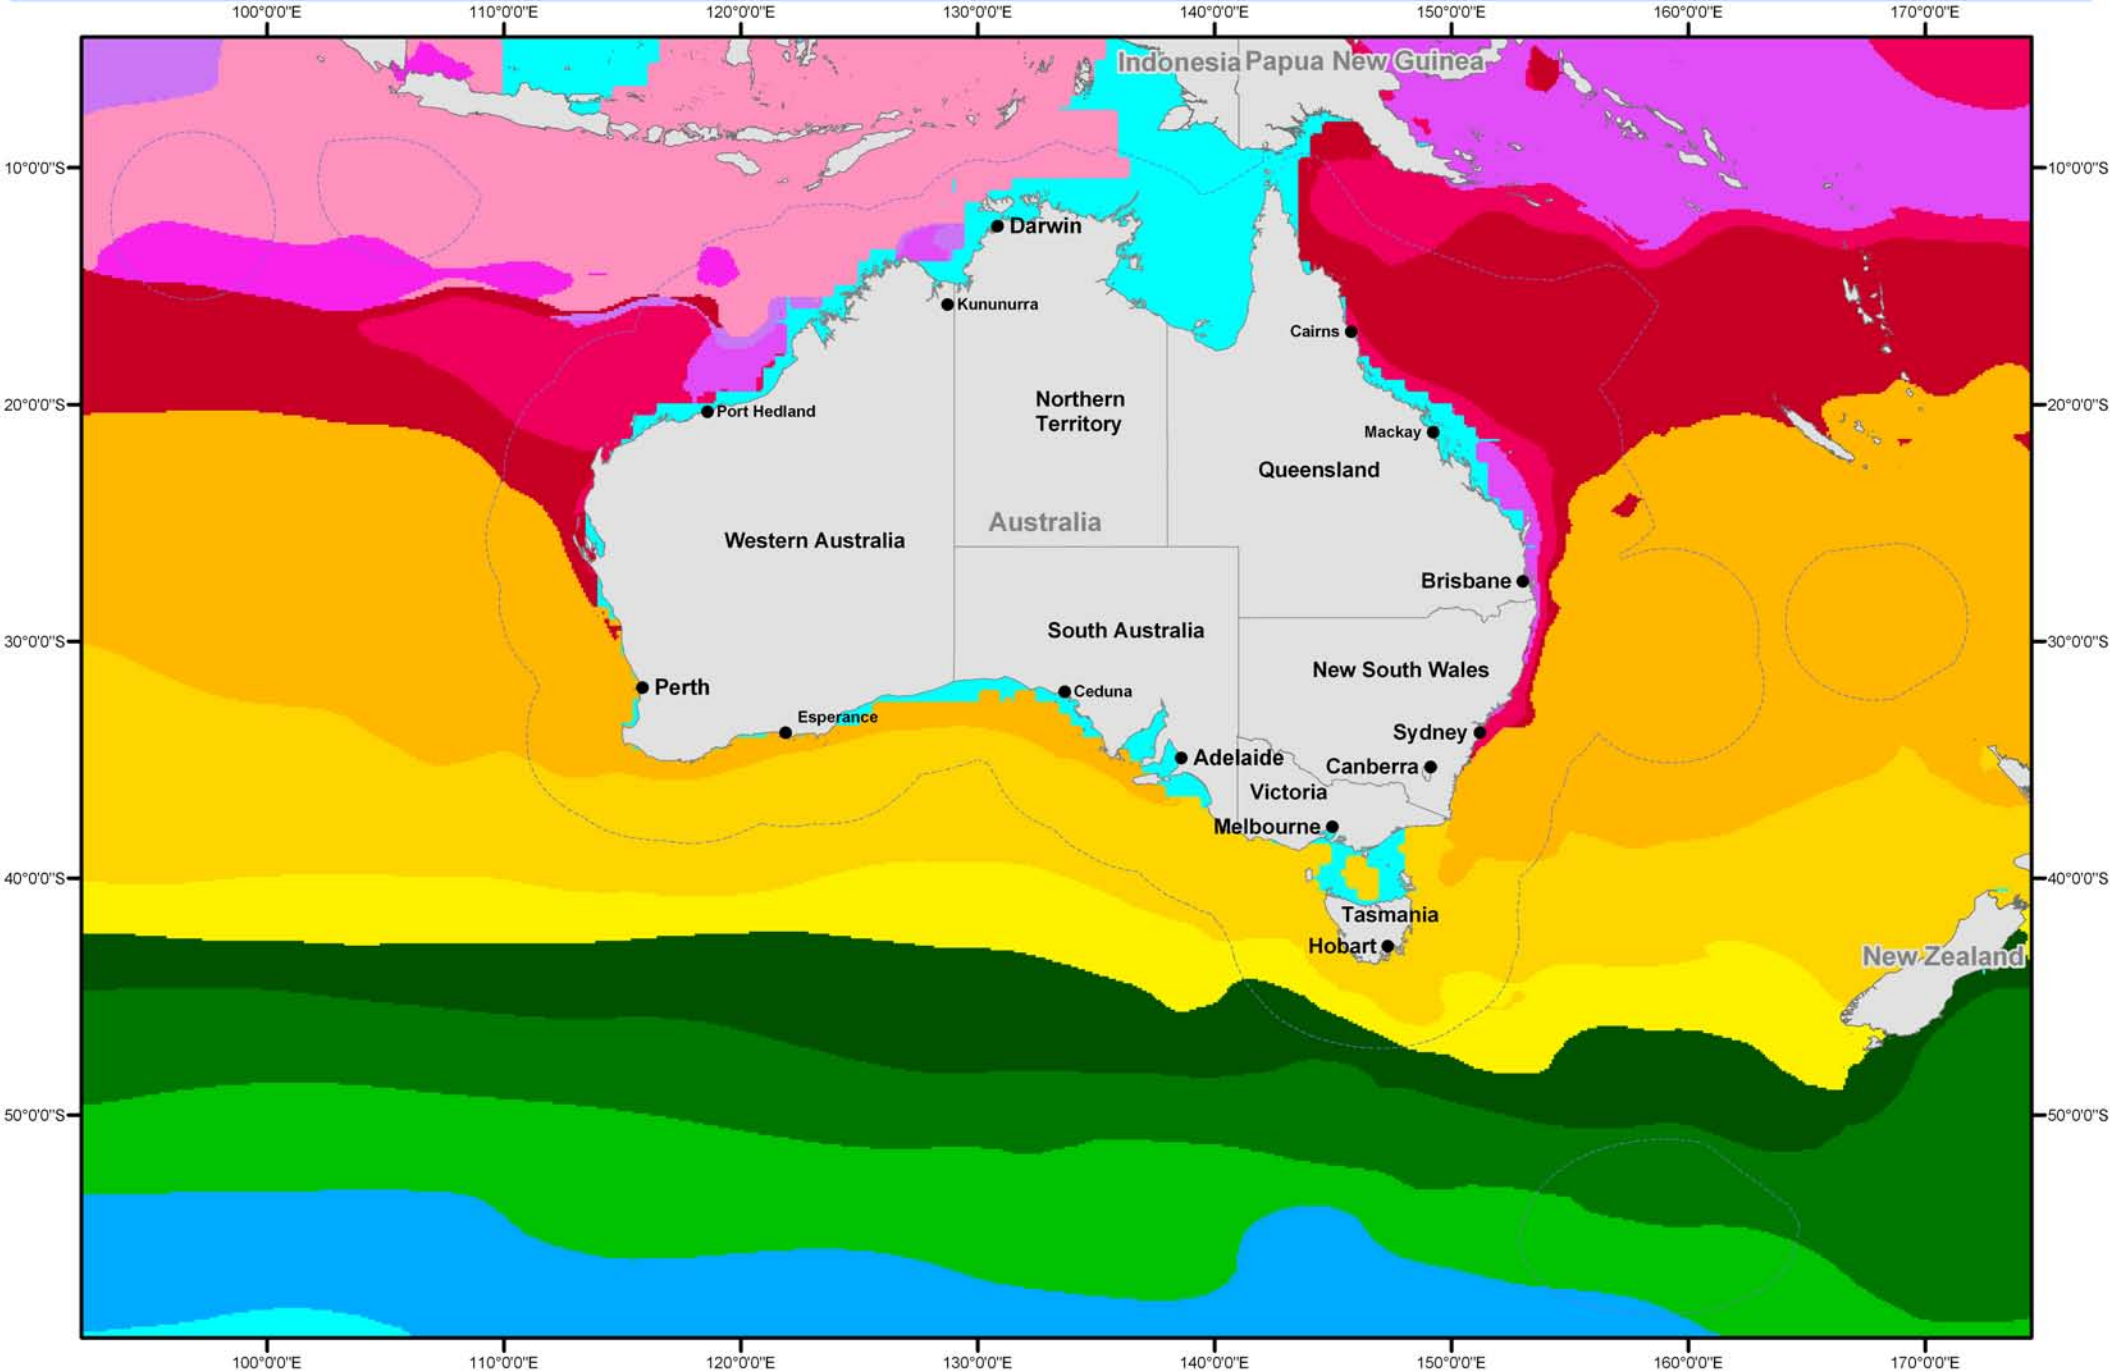 100°0'0"E 110°0'0"E 120°0'0"E 130°0'0"E 140°0'0"E 150°0'0"E 160°0'0"E 170°0'0"E
Indonesia Papua New Guinea
10°0'0"S 10°0'0"S
Darwin
Kununurra
Cairns
Northern
Territory
20°0'0"S 20°0'0"S
Port Hedland
Mackay
Queensland
Australia
Western Australia
Brisbane
South Australia
30°0'0"S 30°0'0"S
New South Wales
Perth
Ceduna
Esperance
Sydney
Adelaide
Canberra
Victoria
Melbourne
40°0'0"S 40°0'0"S
Tasmania
Hobart
New Zealand
50°0'0"S 50°0'0"S
100°0'0"E 110°0'0"E 120°0'0"E 130°0'0"E 140°0'0"E 150°0'0"E 160°0'0"E 170°0'0"E